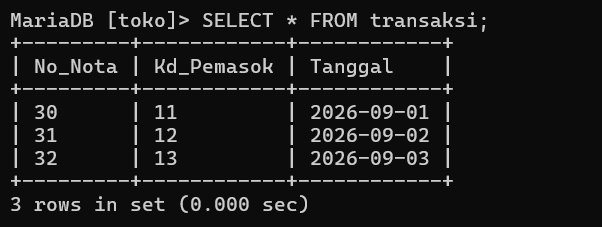 MariaDB [toko]> SELECT * FROM transaksi;
+---------+------------+------------+
| No_Nota | Kd_Pemasok | Tanggal    |
+---------+------------+------------+
| 30      | 11         | 2026-09-01 |
| 31      | 12         | 2026-09-02 |
| 32      | 13         | 2026-09-03 |
+---------+------------+------------+
3 rows in set (0.000 sec)